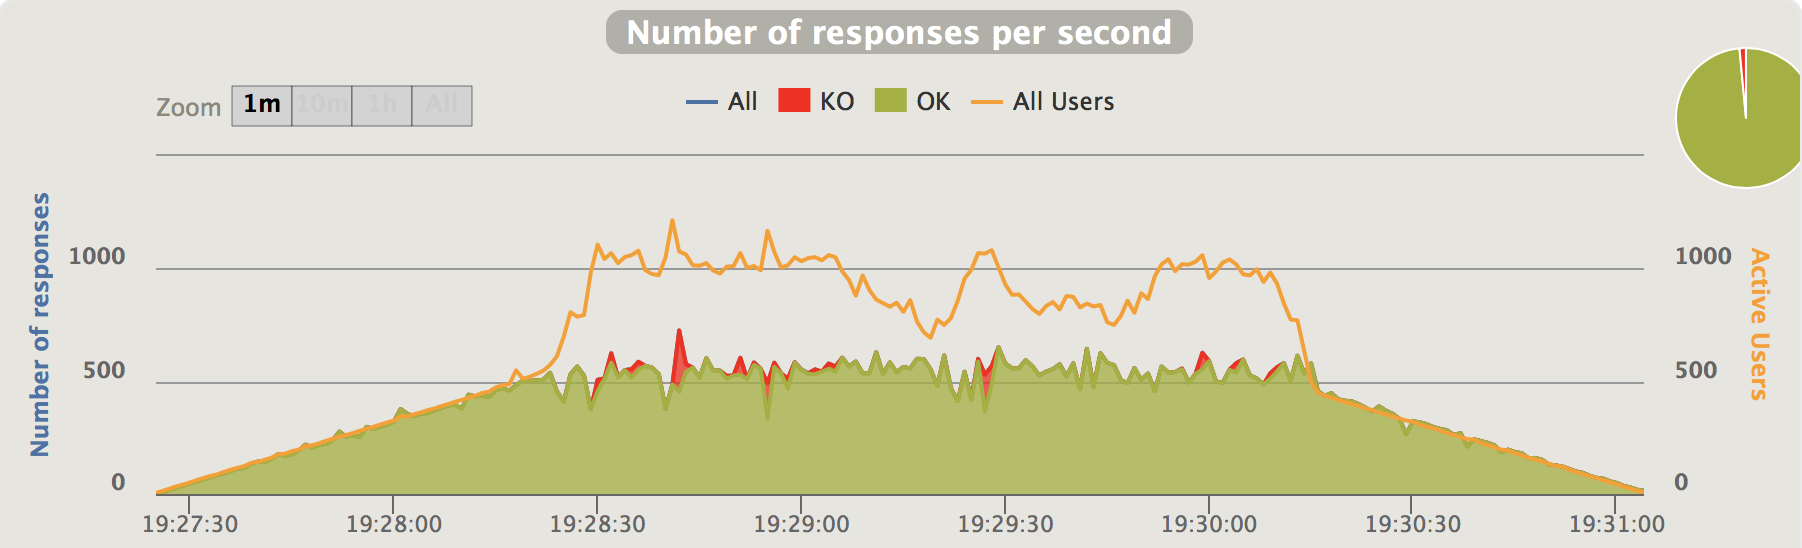 Number of responses per second
Zoom 1m 10m 1h All
All KO OK All Users
Number of responses
1000
500
0
1000
500
0
Active Users
19:27:30 19:28:00 19:28:30 19:29:00 19:29:30 19:30:00 19:30:30 19:31:00